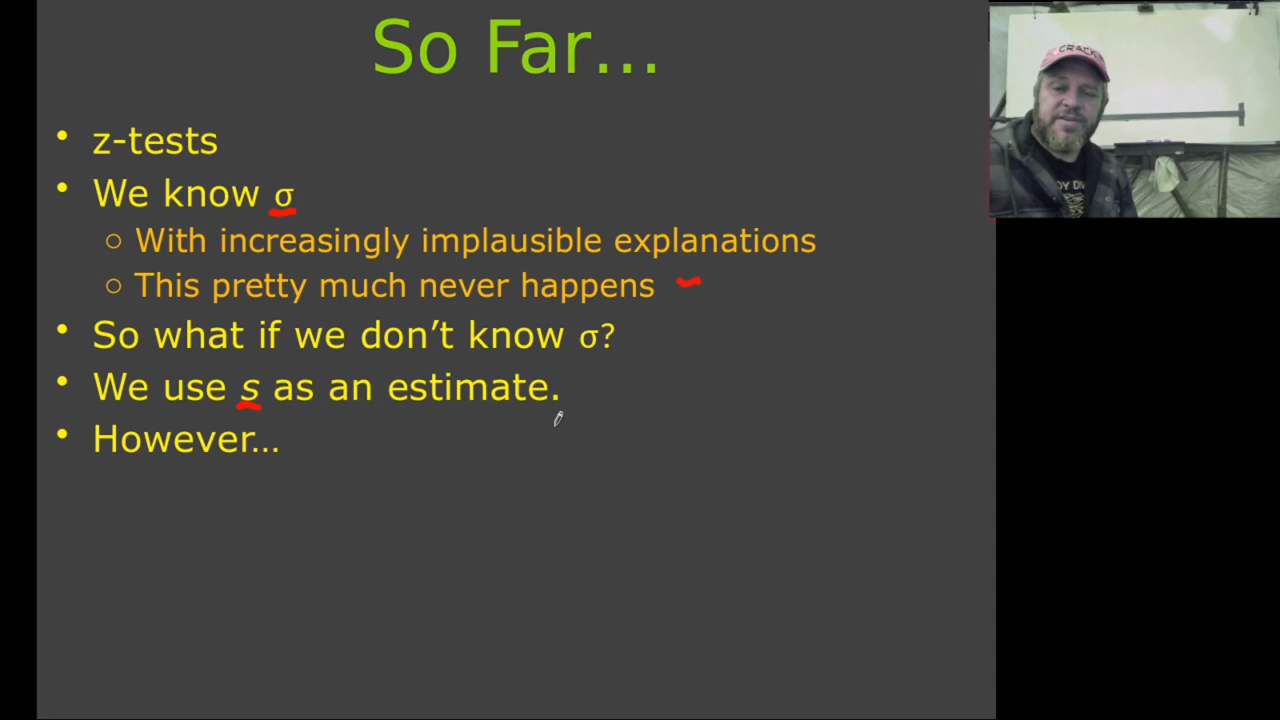 So Far...
• z-tests
• We know σ
○ With increasingly implausible explanations
○ This pretty much never happens
• So what if we don’t know σ?
• We use s as an estimate.
• However...
CRACK